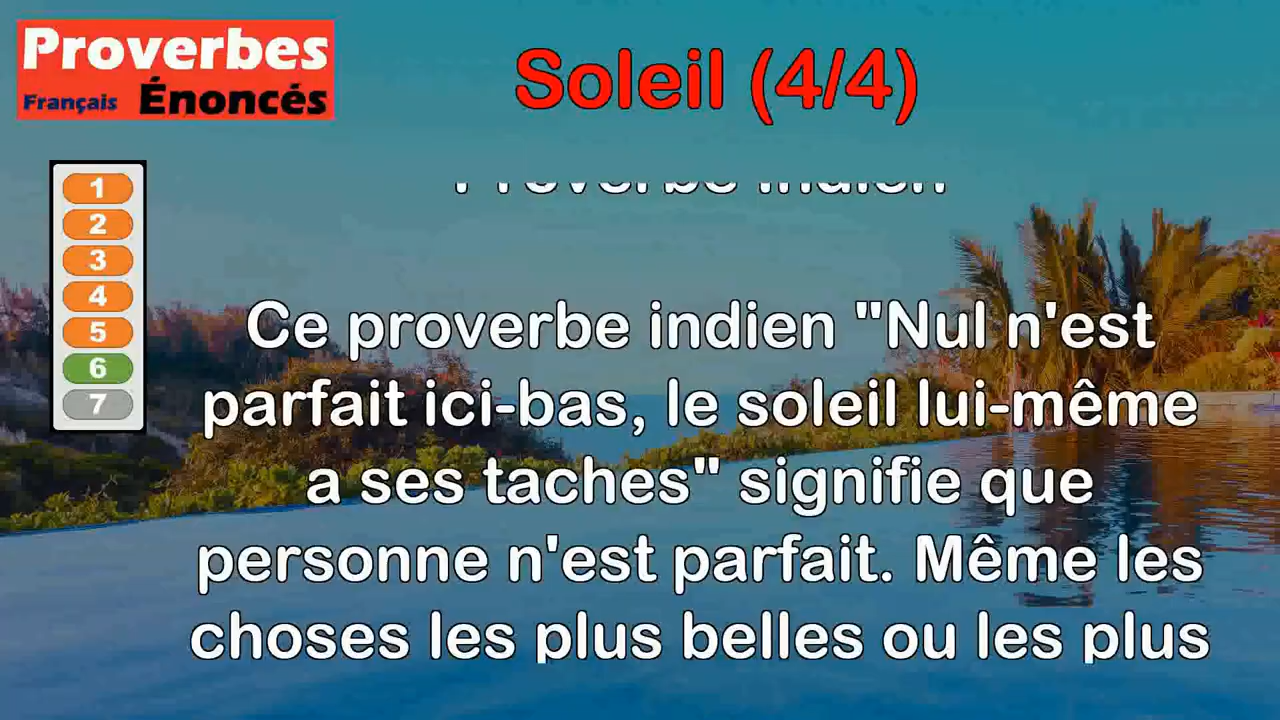 Proverbes
Français Énoncés
Soleil (4/4)
1
2
3
4
5
6
7
Proverbe indien
Ce proverbe indien "Nul n'est
parfait ici-bas, le soleil lui-même
a ses taches" signifie que
personne n'est parfait. Même les
choses les plus belles ou les plus